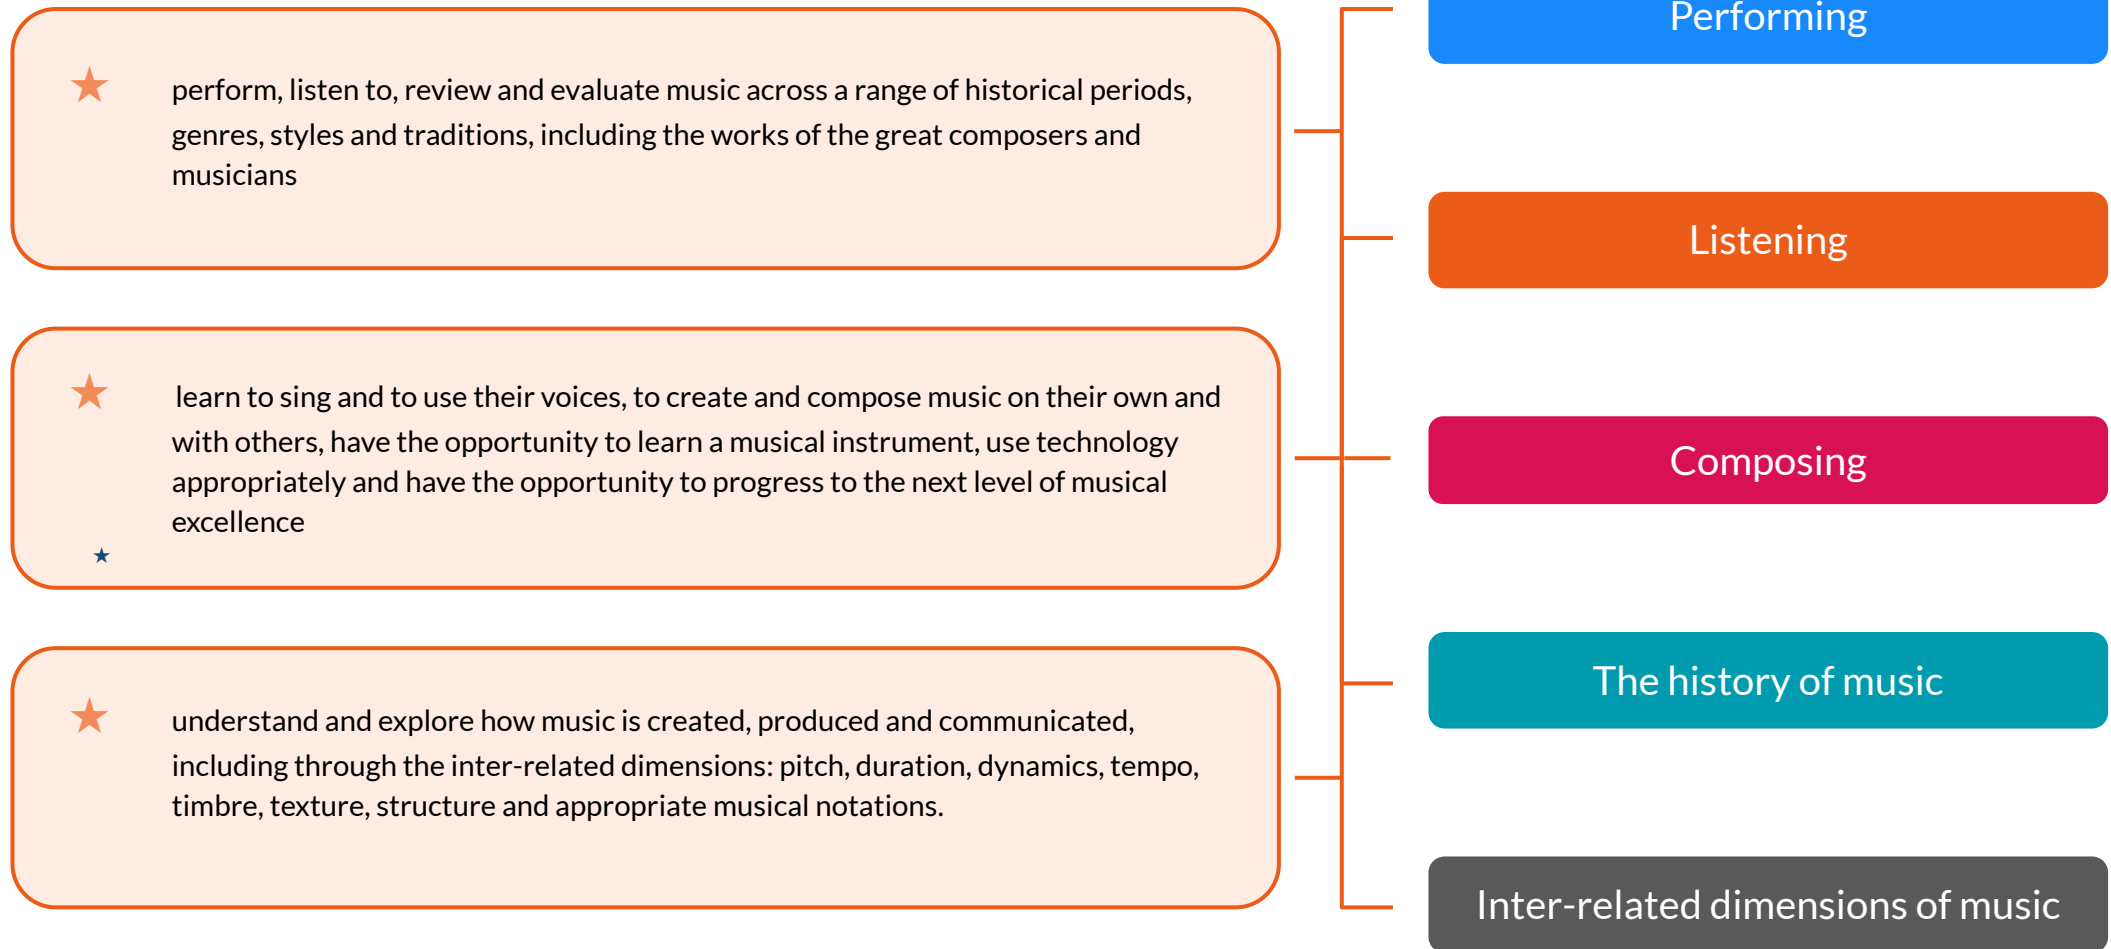 perform, listen to, review and evaluate music across a range of historical periods,
genres, styles and traditions, including the works of the great composers and
musicians
learn to sing and to use their voices, to create and compose music on their own and
with others, have the opportunity to learn a musical instrument, use technology
appropriately and have the opportunity to progress to the next level of musical
excellence
understand and explore how music is created, produced and communicated,
including through the inter-related dimensions: pitch, duration, dynamics, tempo,
timbre, texture, structure and appropriate musical notations.
Performing
Listening
Composing
The history of music
Inter-related dimensions of music